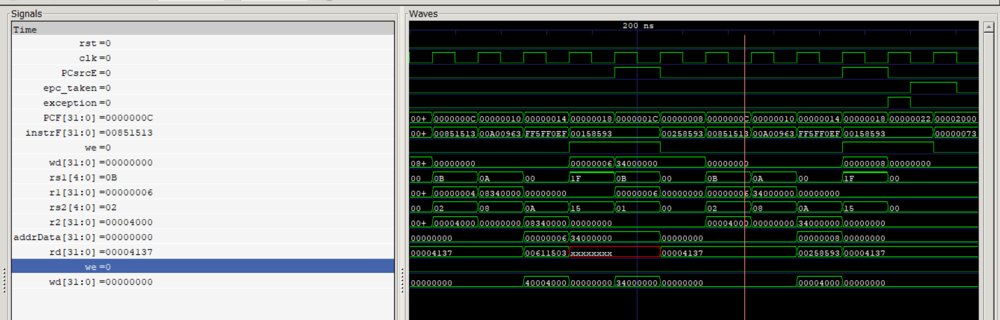 Signals Waves
Time 200 ns
rst=0
clk=0
PCsrcE=0
epc_taken=0
exception=0
PCF[31:0]=0000000C 00+ 0000000C 00000010 00000014 00000018 0000001C 00000008 0000000C 00000010 00000014 00000018 00000022 00002000
instrF[31:0]=00851513 00+ 00851513 00A00963 FF5FF0EF 00158593 00258593 00851513 00A00963 FF5FF0EF 00158593 00000073
we=0
wd[31:0]=00000000 08+ 00000000 00000006 34000000 00000000 00000008 00000000
rs1[4:0]=0B 00 0B 0A 00 1F 0B 00 0B 0A 00 1F 00
r1[31:0]=00000006 00+ 00000004 08340000 00000000 00000006 00000000 00000006 34000000 00000000
rs2[4:0]=02 00 02 08 0A 15 01 00 02 08 0A 15 00
r2[31:0]=00004000 00+ 00004000 00000000 08340000 00000000 00004000 00000000 34000000 00000000
addrData[31:0]=00000000 00000000 00000006 34000000 00000000 00000008 00000000
rd[31:0]=00004137 00004137 00611503 xxxxxxxx 00004137 00258593 00004137
we=0
wd[31:0]=00000000 00000000 40004000 00000000 34000000 00000000 00004000 00000000